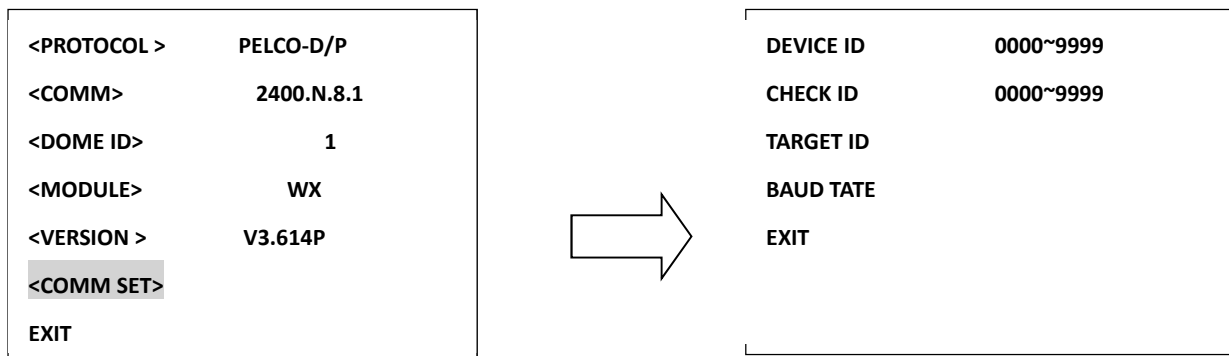 <PROTOCOL > PELCO-D/P
<COMM> 2400.N.8.1
<DOME ID> 1
<MODULE> WX
<VERSION > V3.614P
<COMM SET>
EXIT
DEVICE ID 0000~9999
CHECK ID 0000~9999
TARGET ID
BAUD TATE
EXIT